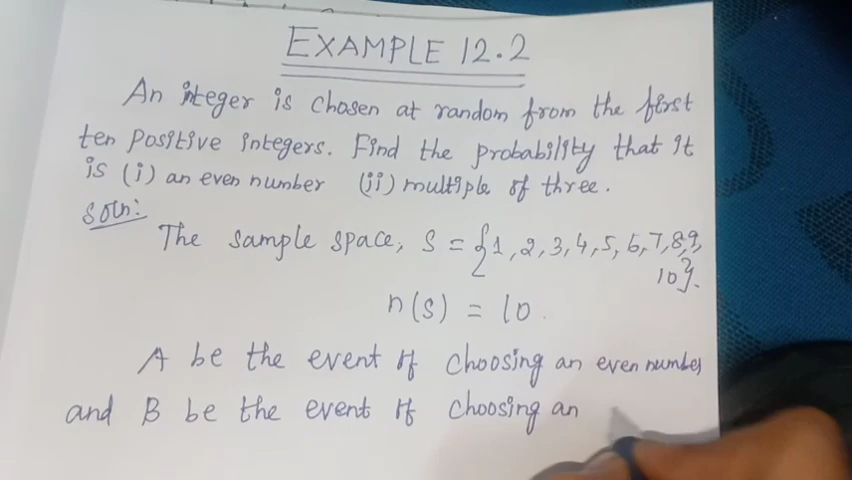 EXAMPLE 12.2
An integer is chosen at random from the first
ten positive integers. Find the probability that it
is (i) an even number (ii) multiple of three.
Soln:
The sample space, S = {1, 2, 3, 4, 5, 6, 7, 8, 9,
10}.
n(S) = 10.
A be the event of choosing an even number
and B be the event of choosing an